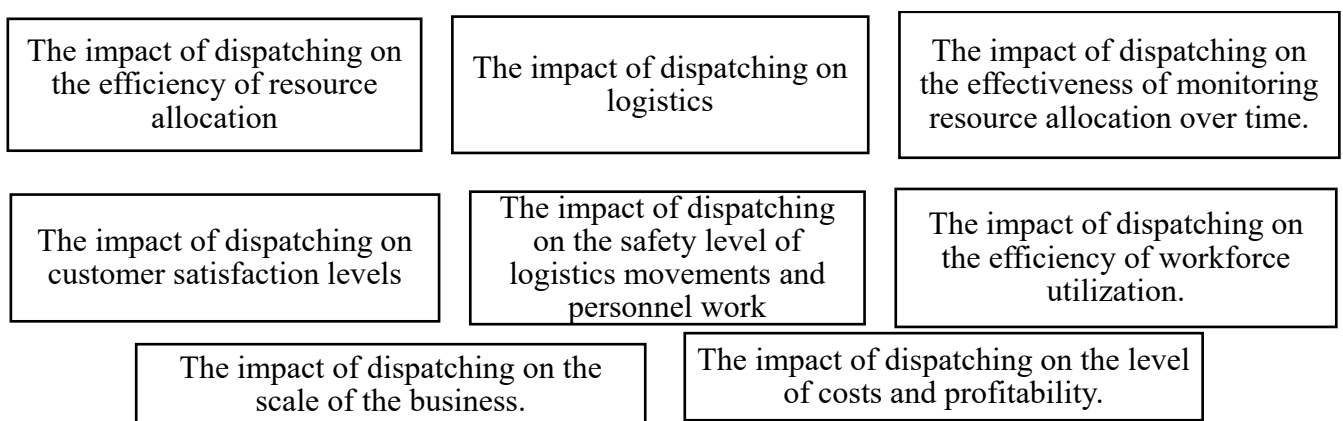 The impact of dispatching on
the efficiency of resource
allocation
The impact of dispatching on
logistics
The impact of dispatching on
the effectiveness of monitoring
resource allocation over time.
The impact of dispatching on
customer satisfaction levels
The impact of dispatching
on the safety level of
logistics movements and
personnel work
The impact of dispatching on
the efficiency of workforce
utilization.
The impact of dispatching on the
scale of the business.
The impact of dispatching on the level
of costs and profitability.